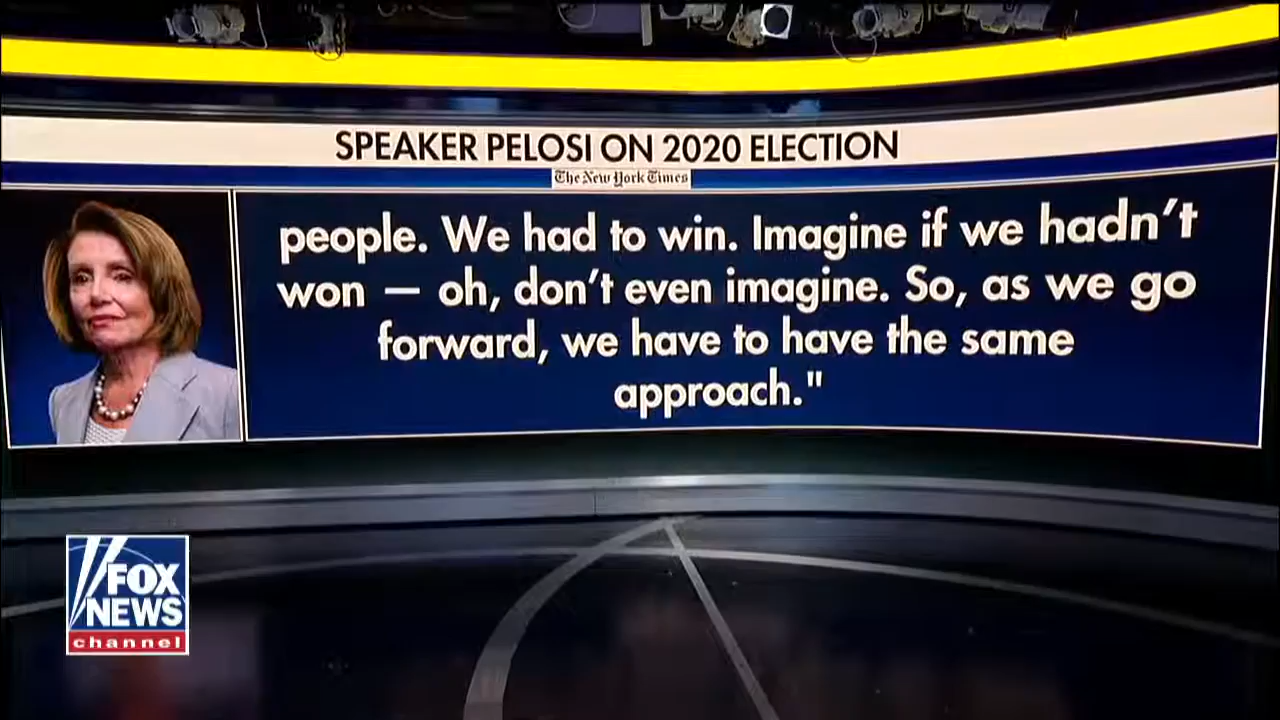 SPEAKER PELOSI ON 2020 ELECTION
The New York Times
people. We had to win. Imagine if we hadn't
won — oh, don't even imagine. So, as we go
forward, we have to have the same
approach."
FOX
NEWS
channel